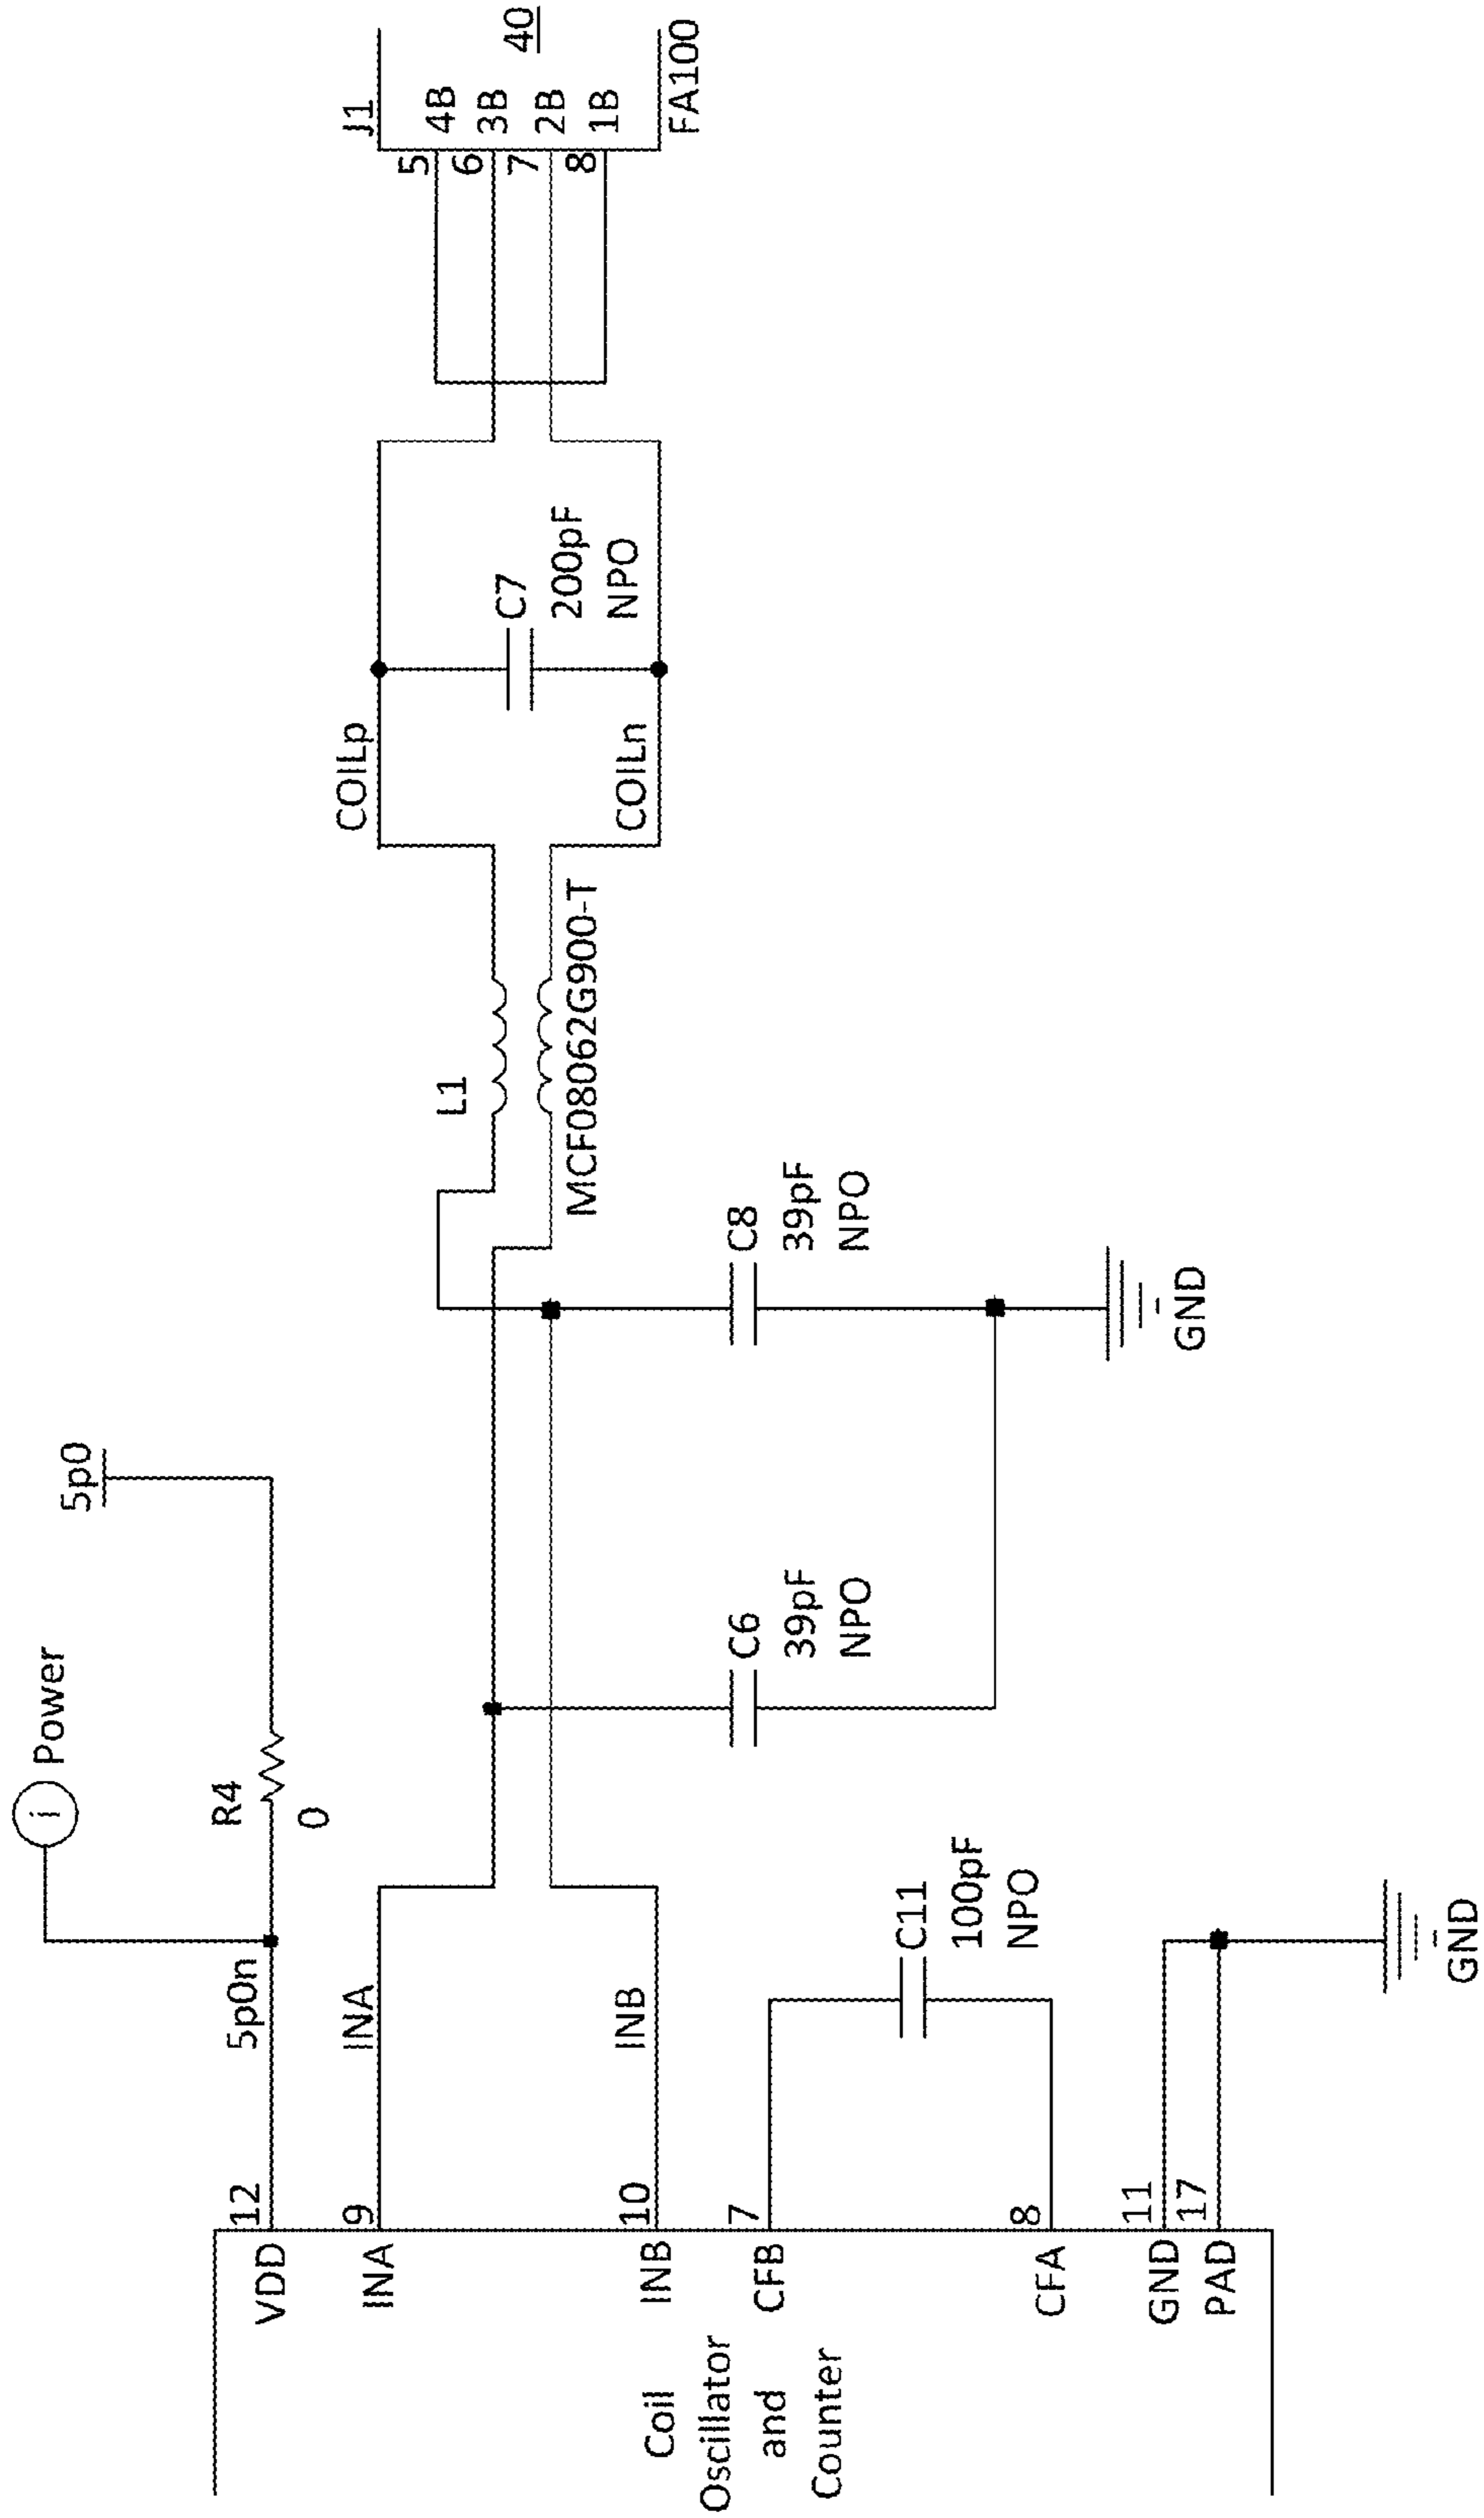 Power
5p0
R4
0
5p0n
12
VDD
INA
9
INA
INB
10
INB
7
CFB
8
CFA
11
GND
17
PAD
Coil
Oscillator
and
Counter
C11
100pF
NPO
GND
C6
39pF
NPO
C8
39pF
NPO
GND
L1
MCF08062G900-T
COILp
COILn
C7
200pF
NPO
J1
5
4B
6
3B
7
2B
8
1B
40
FA100
i